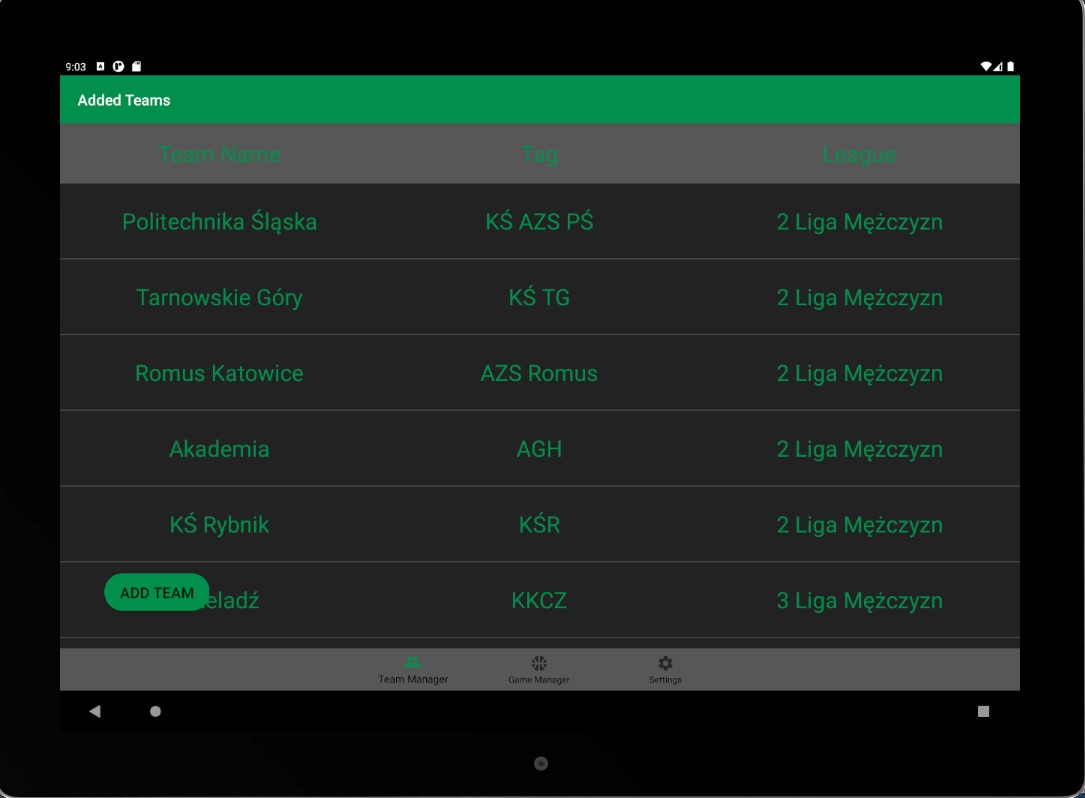 9:03
Added Teams
Team Name Tag League
Politechnika Śląska KŚ AZS PŚ 2 Liga Mężczyzn
Tarnowskie Góry KŚ TG 2 Liga Mężczyzn
Romus Katowice AZS Romus 2 Liga Mężczyzn
Akademia AGH 2 Liga Mężczyzn
KŚ Rybnik KŚR 2 Liga Mężczyzn
ADD TEAM KKCZ 3 Liga Mężczyzn
Team Manager Game Manager Settings